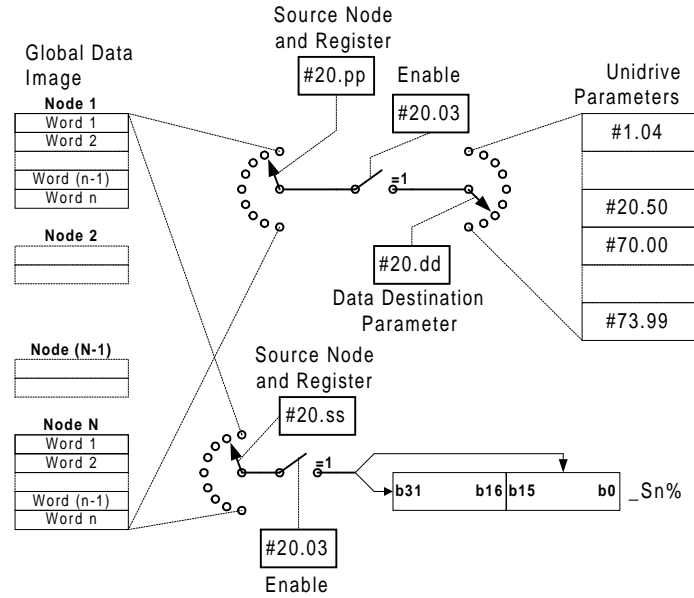 Source Node
and Register
#20.pp
Enable
#20.03
=1
Global Data
Image
Node 1
Word 1
Word 2
Word (n-1)
Word n
Node 2
Node (N-1)
Node N
Word 1
Word 2
Word (n-1)
Word n
Unidrive
Parameters
#1.04
#20.50
#70.00
#73.99
#20.dd
Data Destination
Parameter
Source Node
and Register
#20.ss
=1
#20.03
Enable
b31 b16 b15 b0 _Sn%